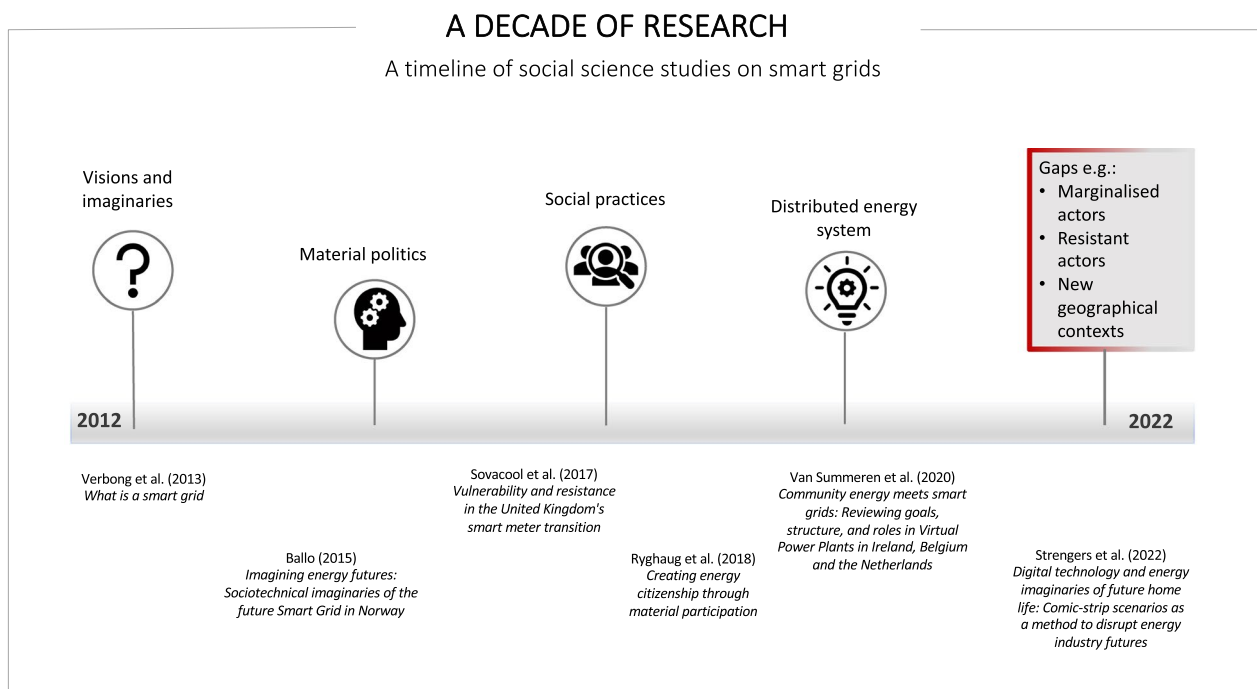 A DECADE OF RESEARCH
A timeline of social science studies on smart grids
Visions and
imaginaries
Material politics
Social practices
Distributed energy
system
Gaps e.g.:
• Marginalised
actors
• Resistant
actors
• New
geographical
contexts
2012
2022
Verbong et al. (2013)
What is a smart grid
Ballo (2015)
Imagining energy futures:
Sociotechnical imaginaries of the
future Smart Grid in Norway
Sovacool et al. (2017)
Vulnerability and resistance
in the United Kingdom's
smart meter transition
Ryghaug et al. (2018)
Creating energy
citizenship through
material participation
Van Summeren et al. (2020)
Community energy meets smart
grids: Reviewing goals,
structure, and roles in Virtual
Power Plants in Ireland, Belgium
and the Netherlands
Strengers et al. (2022)
Digital technology and energy
imaginaries of future home
life: Comic-strip scenarios as
a method to disrupt energy
industry futures